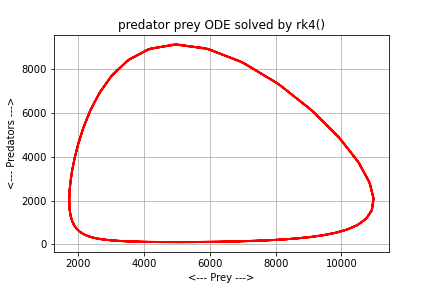 predator prey ODE solved by rk4()
8000
6000
4000
2000
0
<--- Predators --->
2000 4000 6000 8000 10000
<--- Prey --->